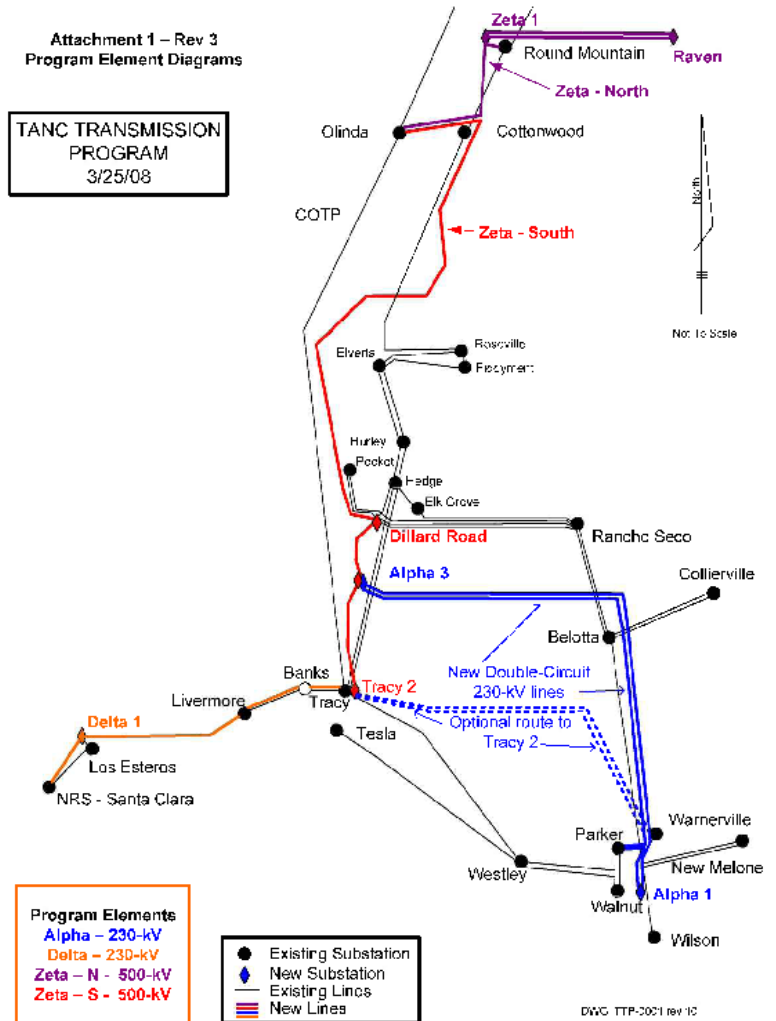 Attachment 1 – Rev 3
Program Element Diagrams
TANC TRANSMISSION
PROGRAM
3/25/08
Zeta 1
Round Mountain
Raven
Zeta - North
Olinda
Cottonwood
COTP
Zeta - South
North
Not To Scale
Roseville
Elverta
Hurley
Pocket
Hedge
Elk Grove
Dillard Road
Rancho Seco
Alpha 3
Collierville
Belotta
New Double-Circuit
230-kV lines
Banks
Tracy 2
Livermore
Tracy
Optional route to
Tracy 2
Delta 1
Tesla
Los Esteros
NRS - Santa Clara
Warnerville
Parker
New Melone
Westley
Walnut
Alpha 1
Wilson
Program Elements
Alpha – 230-kV
Delta – 230-kV
Zeta – N - 500-kV
Zeta – S - 500-kV
Existing Substation
New Substation
Existing Lines
New Lines